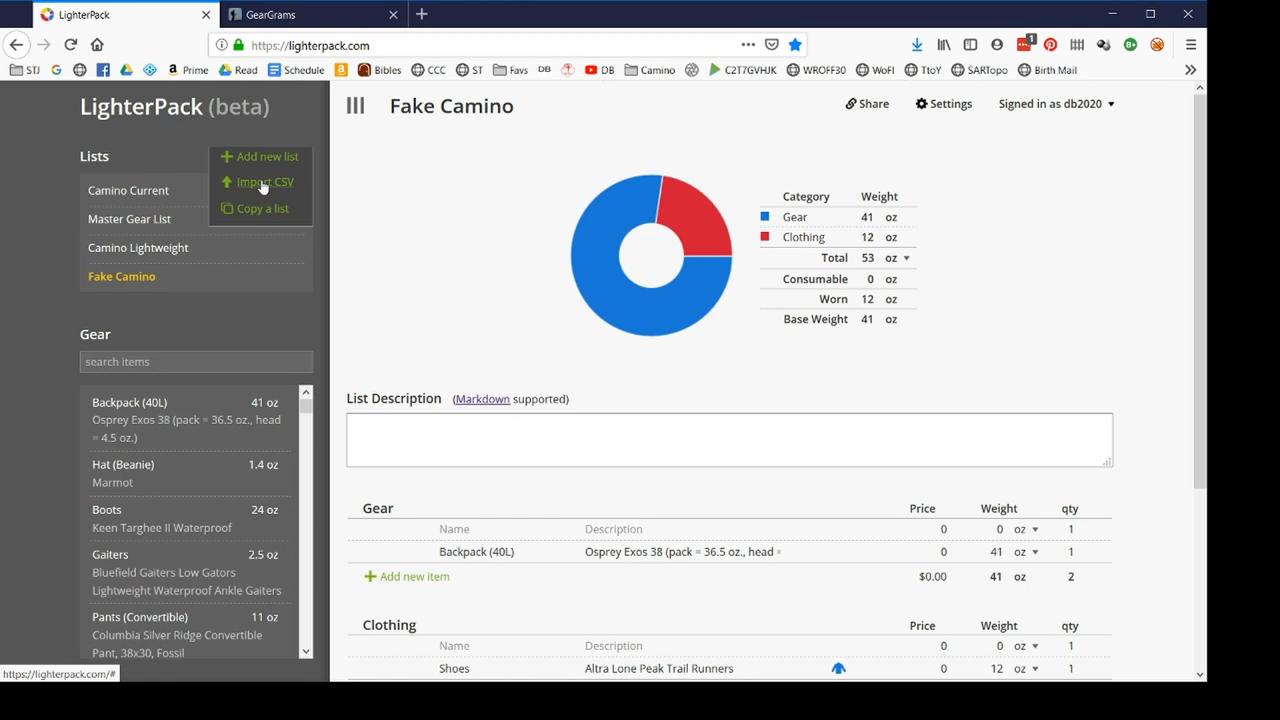 LighterPack
GearGrams
https://lighterpack.com
1
STJ
Prime
Read
Schedule
Bibles
CCC
ST
Favs
DB
DB
Camino
C2T7GVHJK
WROFF30
WoFI
TtoY
SARTopo
Birth Mail
LighterPack (beta)
Lists
Add new list
Import CSV
Copy a list
Camino Current
Master Gear List
Camino Lightweight
Fake Camino
Gear
search items
Backpack (40L) 41 oz
Osprey Exos 38 (pack = 36.5 oz., head
= 4.5 oz.)
Hat (Beanie) 1.4 oz
Marmot
Boots 24 oz
Keen Targhee II Waterproof
Gaiters 2.5 oz
Bluefield Gaiters Low Gators
Lightweight Waterproof Ankle Gaiters
Pants (Convertible) 11 oz
Columbia Silver Ridge Convertible
Pant, 38x30, Fossil
https://lighterpack.com/#
Fake Camino
Share
Settings
Signed in as db2020
Category Weight
Gear 41 oz
Clothing 12 oz
Total 53 oz
Consumable 0 oz
Worn 12 oz
Base Weight 41 oz
List Description (Markdown supported)
Gear Price Weight qty
Name Description 0 0 oz 1
Backpack (40L) Osprey Exos 38 (pack = 36.5 oz., head = 0 41 oz 1
Add new item $0.00 41 oz 2
Clothing Price Weight qty
Name Description 0 0 oz 1
Shoes Altra Lone Peak Trail Runners 0 12 oz 1